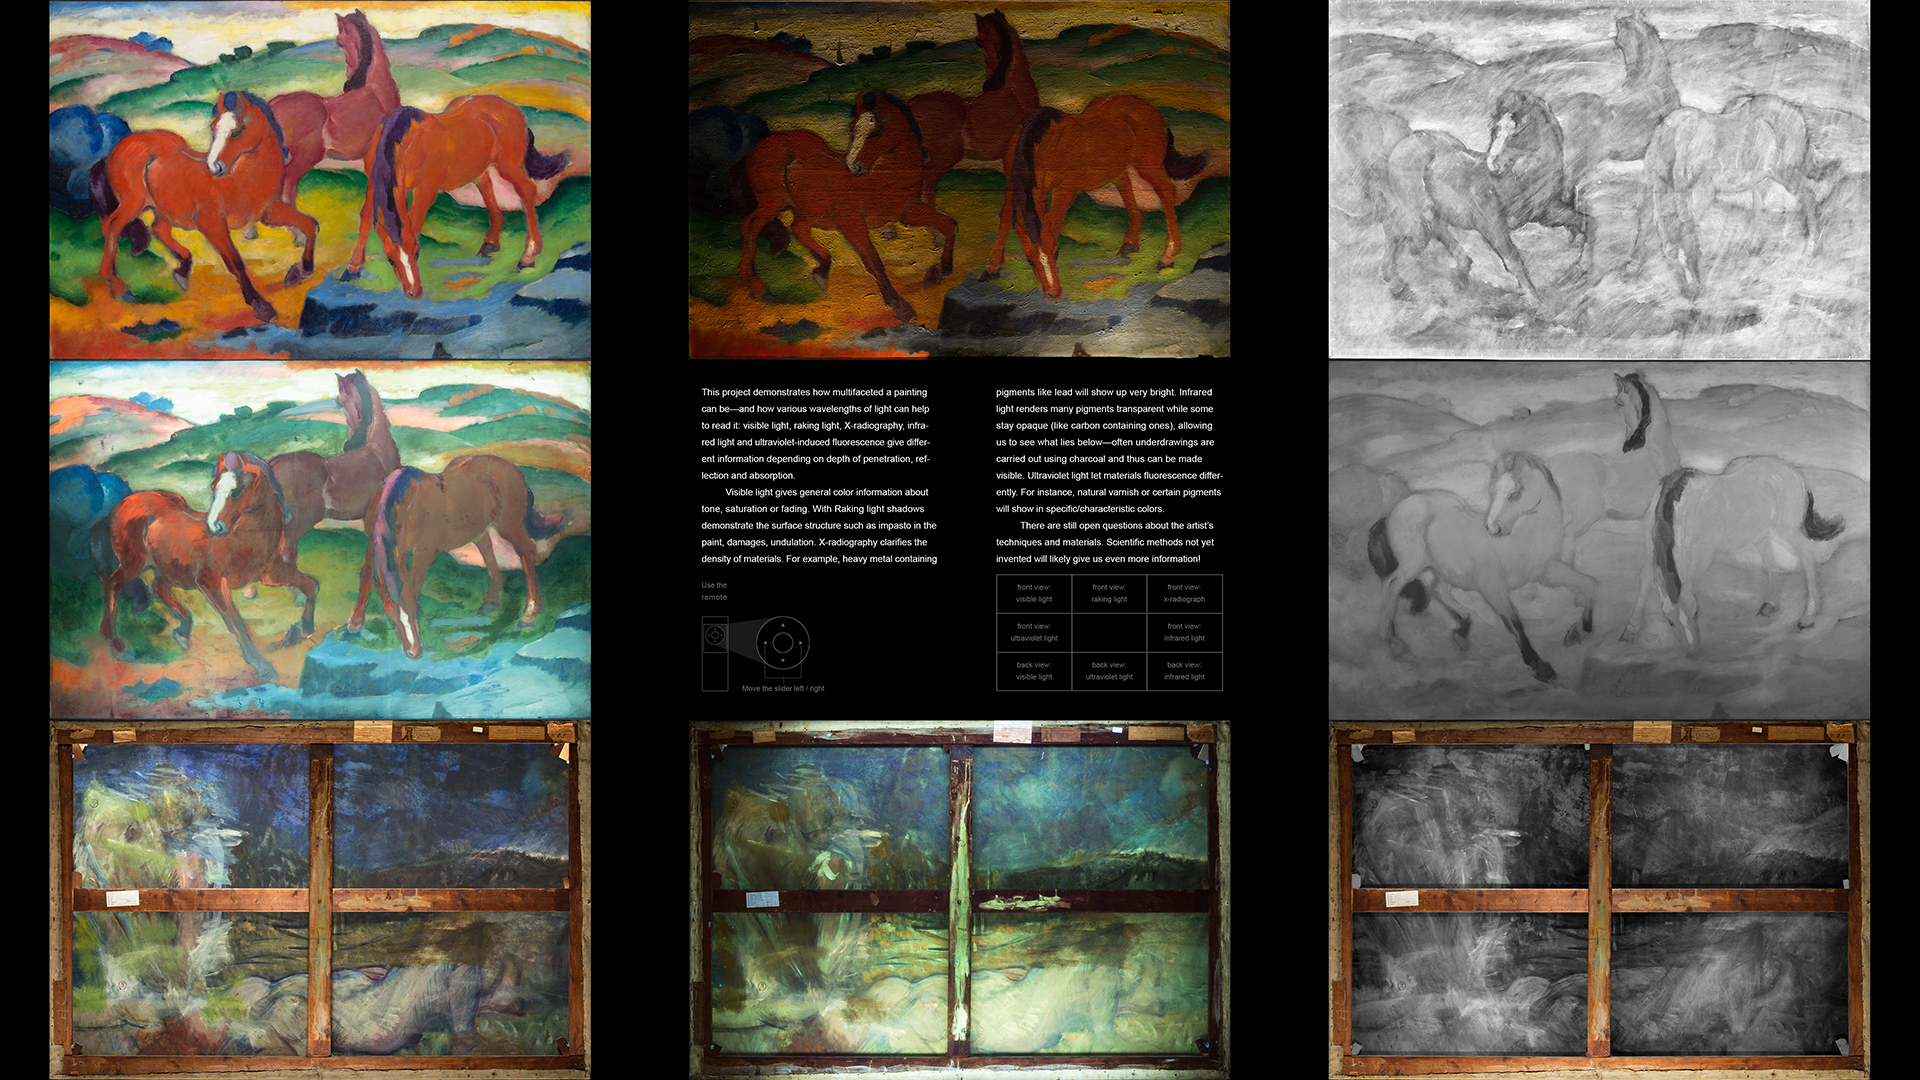 This project demonstrates how multifaceted a painting
can be—and how various wavelengths of light can help
to read it: visible light, raking light, X-radiography, infra-
red light and ultraviolet-induced fluorescence give differ-
ent information depending on depth of penetration, ref-
lection and absorption.
Visible light gives general color information about
tone, saturation or fading. With Raking light shadows
demonstrate the surface structure such as impasto in the
paint, damages, undulation. X-radiography clarifies the
density of materials. For example, heavy metal containing
pigments like lead will show up very bright. Infrared
light renders many pigments transparent while some
stay opaque (like carbon containing ones), allowing
us to see what lies below—often underdrawings are
carried out using charcoal and thus can be made
visible. Ultraviolet light let materials fluorescence differ-
ently. For instance, natural varnish or certain pigments
will show in specific/characteristic colors.
There are still open questions about the artist's
techniques and materials. Scientific methods not yet
invented will likely give us even more information!
Use the
remote
Move the slider left / right
front view:
visible light
front view:
raking light
front view:
x-radiograph
front view:
ultraviolet light
front view:
infrared light
back view:
visible light
back view:
ultraviolet light
back view:
infrared light